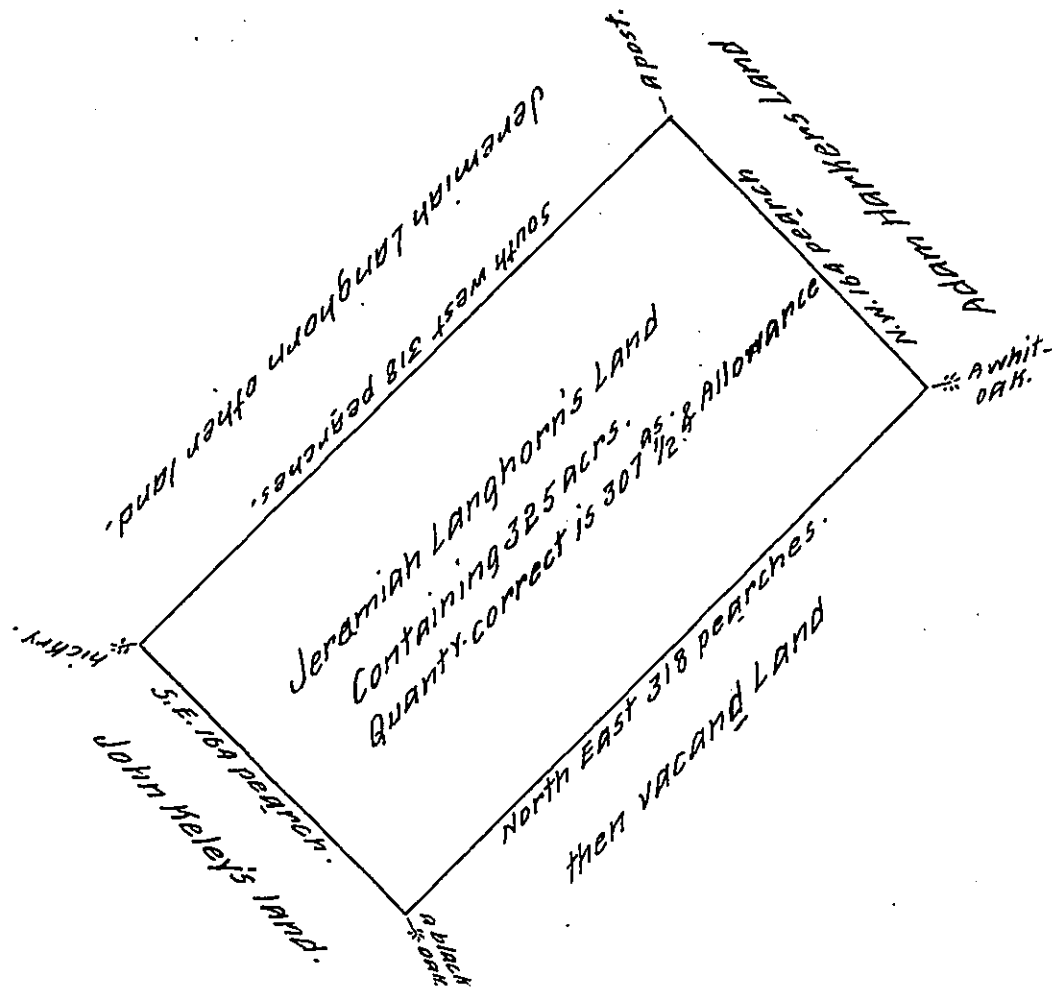 A post.
Adam Harkers Land
Jeremiah Langhorn other land.
South west 318 pearches.
N.W. 164 pearch
A whit-
oak.
Jeramiah Langhorn's Land
Containing 325 acrs.
Quanty. correct is 307 1/2 as. & Allowance
hickry.
S.E. 164 pearch.
John Keley's land.
North East 318 pearches.
then vacand Land
a black
oak.